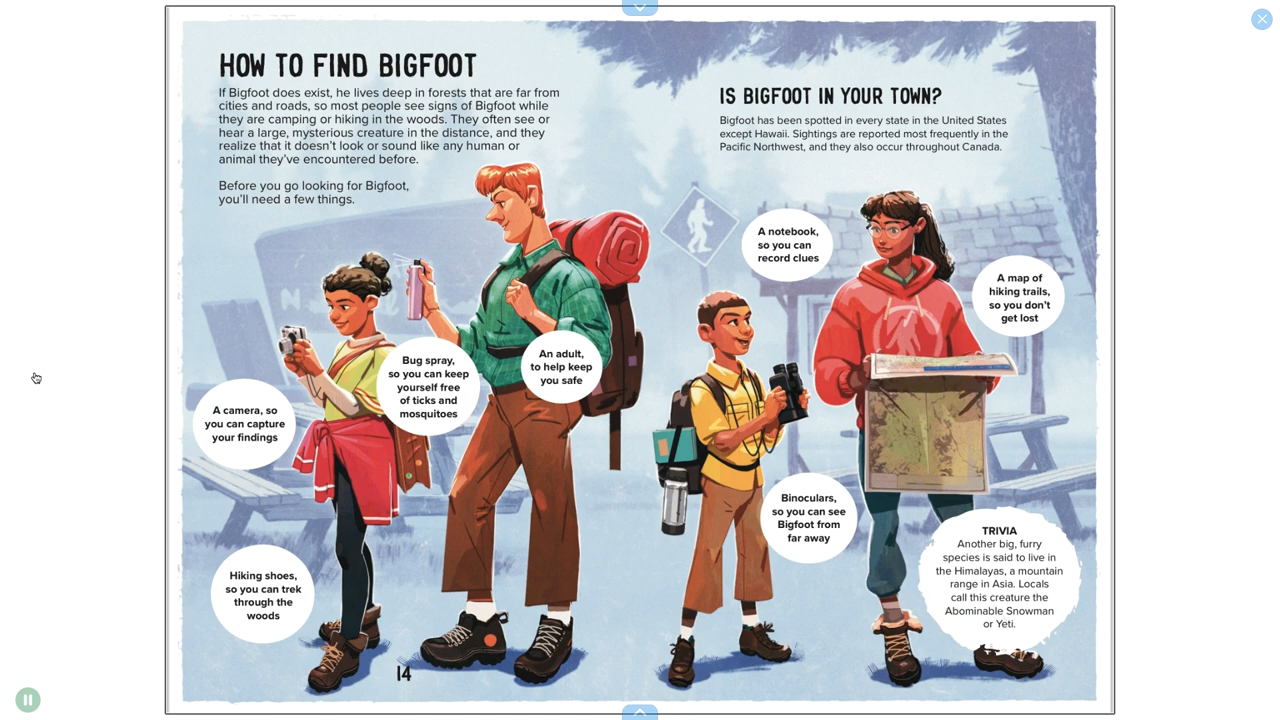 HOW TO FIND BIGFOOT
If Bigfoot does exist, he lives deep in forests that are far from
cities and roads, so most people see signs of Bigfoot while
they are camping or hiking in the woods. They often see or
hear a large, mysterious creature in the distance, and they
realize that it doesn't look or sound like any human or
animal they've encountered before.
Before you go looking for Bigfoot,
you'll need a few things.
A camera, so
you can capture
your findings
Bug spray,
so you can keep
yourself free
of ticks and
mosquitoes
An adult,
to help keep
you safe
Hiking shoes,
so you can trek
through the
woods
14
IS BIGFOOT IN YOUR TOWN?
Bigfoot has been spotted in every state in the United States
except Hawaii. Sightings are reported most frequently in the
Pacific Northwest, and they also occur throughout Canada.
A notebook,
so you can
record clues
A map of
hiking trails,
so you don't
get lost
Binoculars,
so you can see
Bigfoot from
far away
TRIVIA
Another big, furry
species is said to live in
the Himalayas, a mountain
range in Asia. Locals
call this creature the
Abominable Snowman
or Yeti.